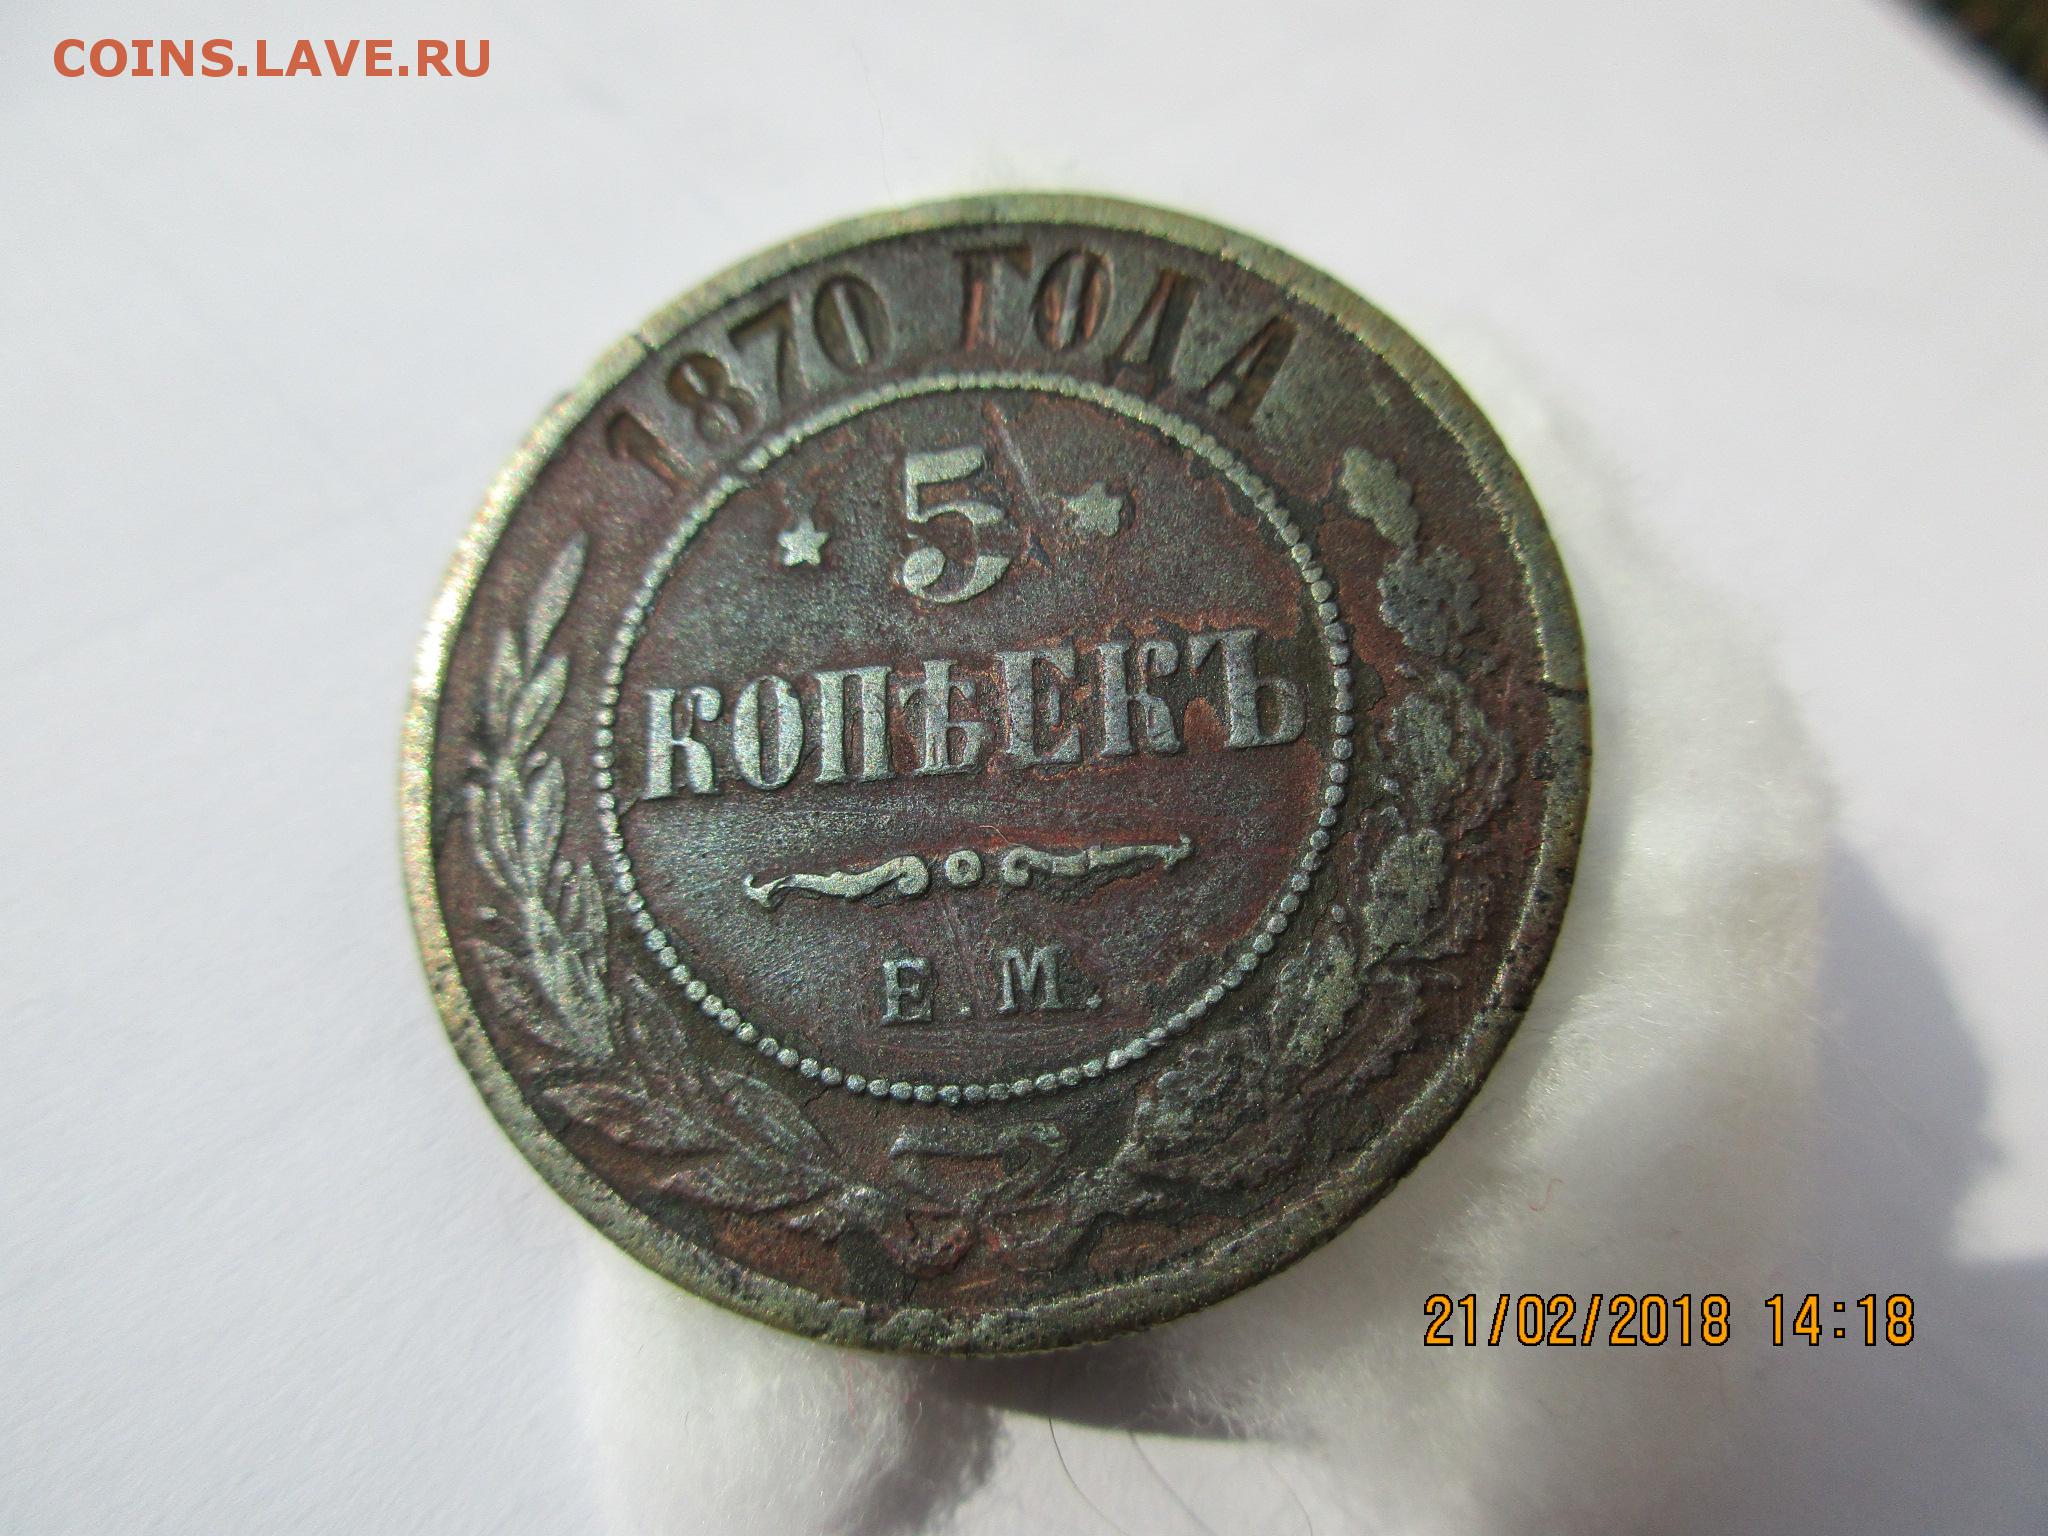 COINS.LAVE.RU
1870 ГОДА
5
КОПѢЕКЪ
Е.М.
21/02/2018 14:18